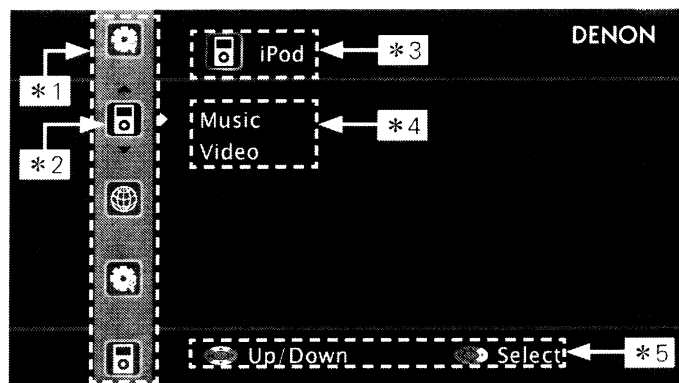 iPod
DENON
*3
*1
Music
*4
Video
*2
Up/Down
Select
*5